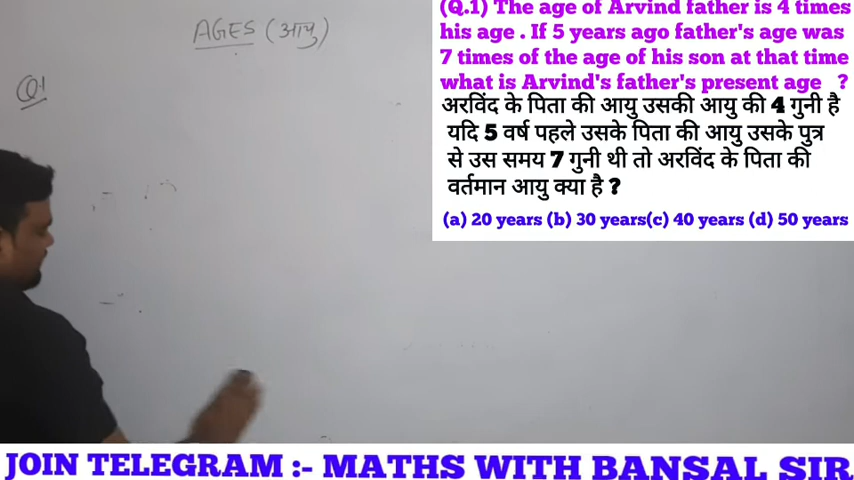 AGES (आयु)
Q1
(Q.1) The age of Arvind father is 4 times
his age . If 5 years ago father's age was
7 times of the age of his son at that time
what is Arvind's father's present age ?
अरविंद के पिता की आयु उसकी आयु की 4 गुनी है
यदि 5 वर्ष पहले उसके पिता की आयु उसके पुत्र
से उस समय 7 गुनी थी तो अरविंद के पिता की
वर्तमान आयु क्या है ?
(a) 20 years (b) 30 years(c) 40 years (d) 50 years
JOIN TELEGRAM :- MATHS WITH BANSAL SIR